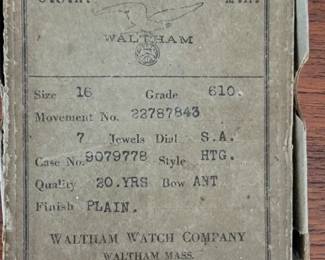 WALTHAM
Size 16 Grade 610.
Movement No. 22787843
7 Jewels Dial S.A.
Case No. 9079778 Style HTG.
Quality 20.YRS Bow ANT
Finish PLAIN.
WALTHAM WATCH COMPANY
WALTHAM MASS.